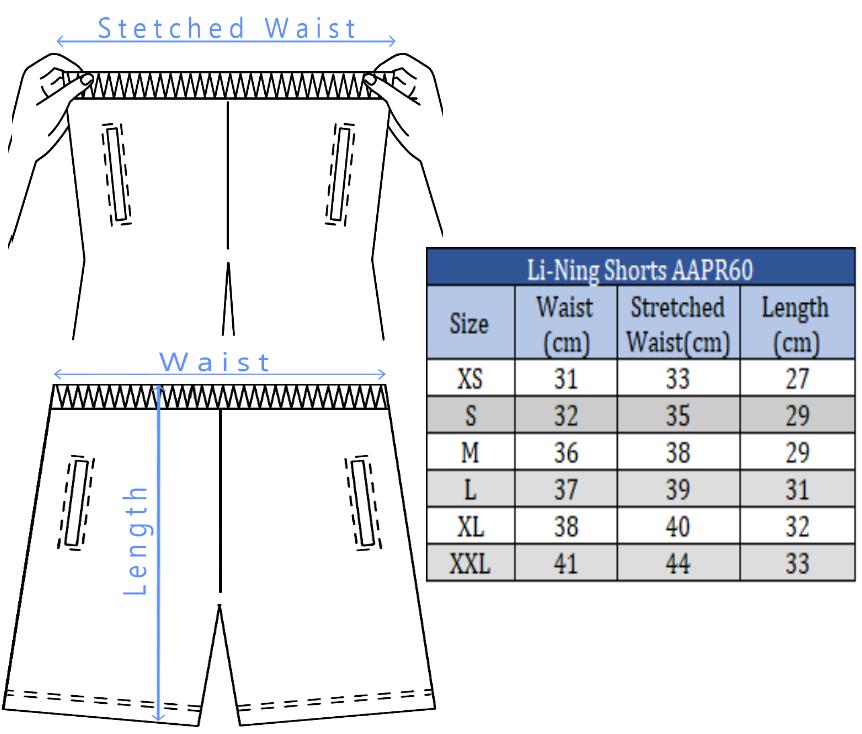 Stetched Waist
Waist
Length
Li-Ning Shorts AAPR60
Size Waist (cm) Stretched Waist(cm) Length (cm)
XS 31 33 27
S 32 35 29
M 36 38 29
L 37 39 31
XL 38 40 32
XXL 41 44 33